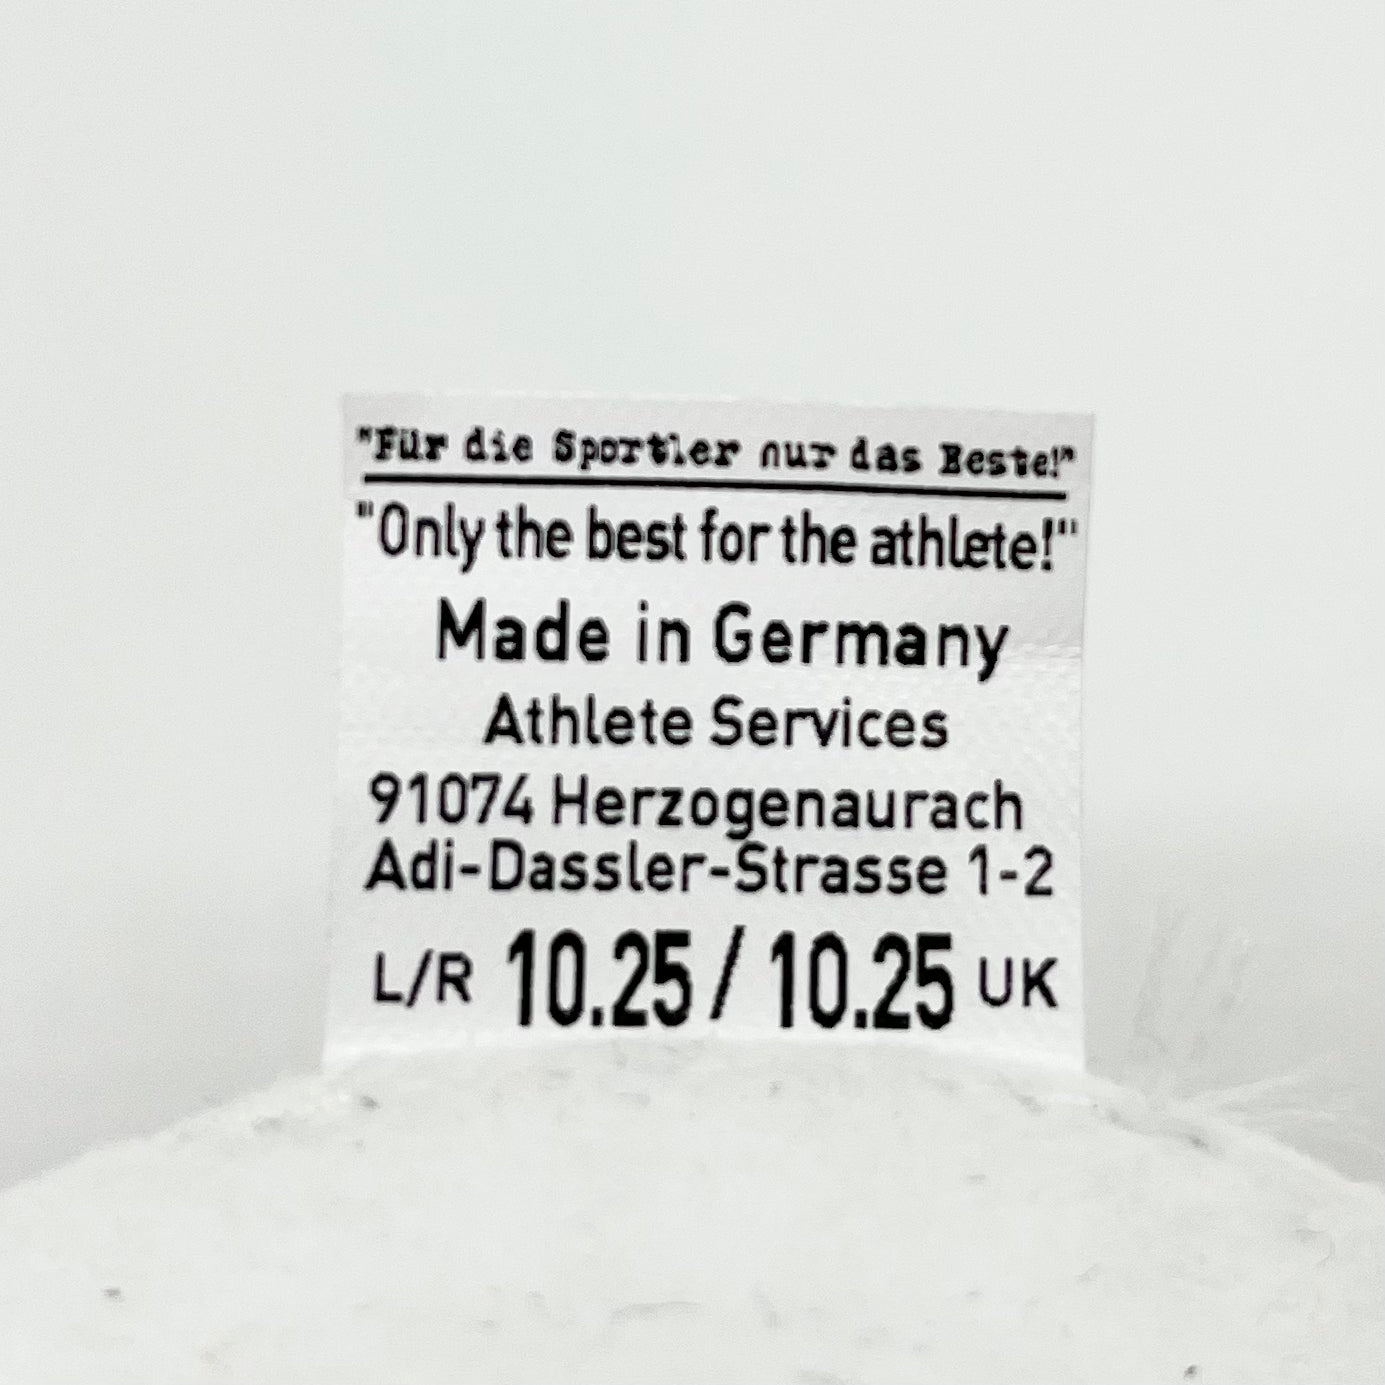 "Für die Sportler nur das Beste!"
"Only the best for the athlete!"
Made in Germany
Athlete Services
91074 Herzogenaurach
Adi-Dassler-Strasse 1-2
L/R 10.25 / 10.25 UK